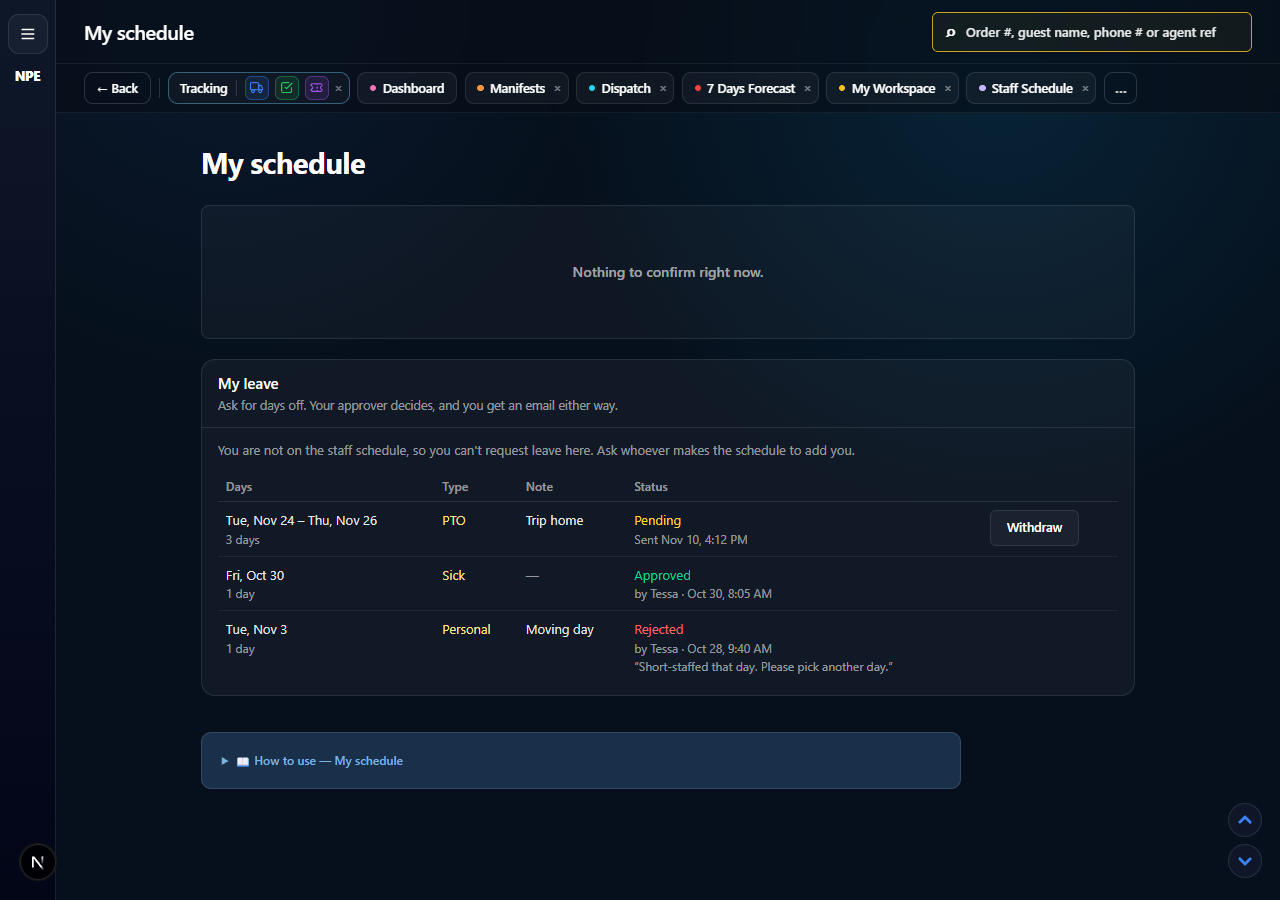 My schedule
Order #, guest name, phone # or agent ref
NPE
← Back
Tracking × Dashboard Manifests × Dispatch × 7 Days Forecast × My Workspace × Staff Schedule × ...
My schedule
Nothing to confirm right now.
My leave
Ask for days off. Your approver decides, and you get an email either way.
You are not on the staff schedule, so you can't request leave here. Ask whoever makes the schedule to add you.
Days Type Note Status
Tue, Nov 24 – Thu, Nov 26 PTO Trip home Pending Withdraw
3 days Sent Nov 10, 4:12 PM
Fri, Oct 30 Sick — Approved
1 day by Tessa · Oct 30, 8:05 AM
Tue, Nov 3 Personal Moving day Rejected
1 day by Tessa · Oct 28, 9:40 AM
“Short-staffed that day. Please pick another day.”
How to use — My schedule
N